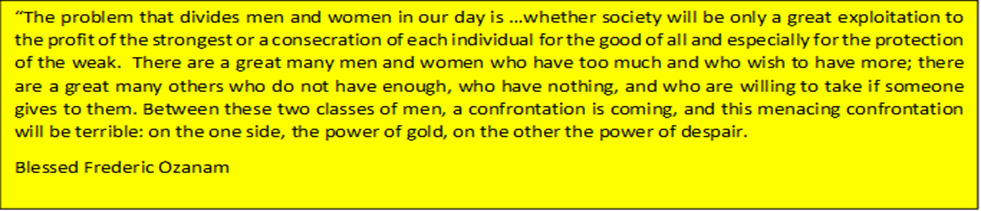 “The problem that divides men and women in our day is ...whether society will be only a great exploitation to
the profit of the strongest or a consecration of each individual for the good of all and especially for the protection
of the weak.  There are a great many men and women who have too much and who wish to have more; there
are a great many others who do not have enough, who have nothing, and who are willing to take if someone
gives to them. Between these two classes of men, a confrontation is coming, and this menacing confrontation
will be terrible: on the one side, the power of gold, on the other the power of despair.
Blessed Frederic Ozanam